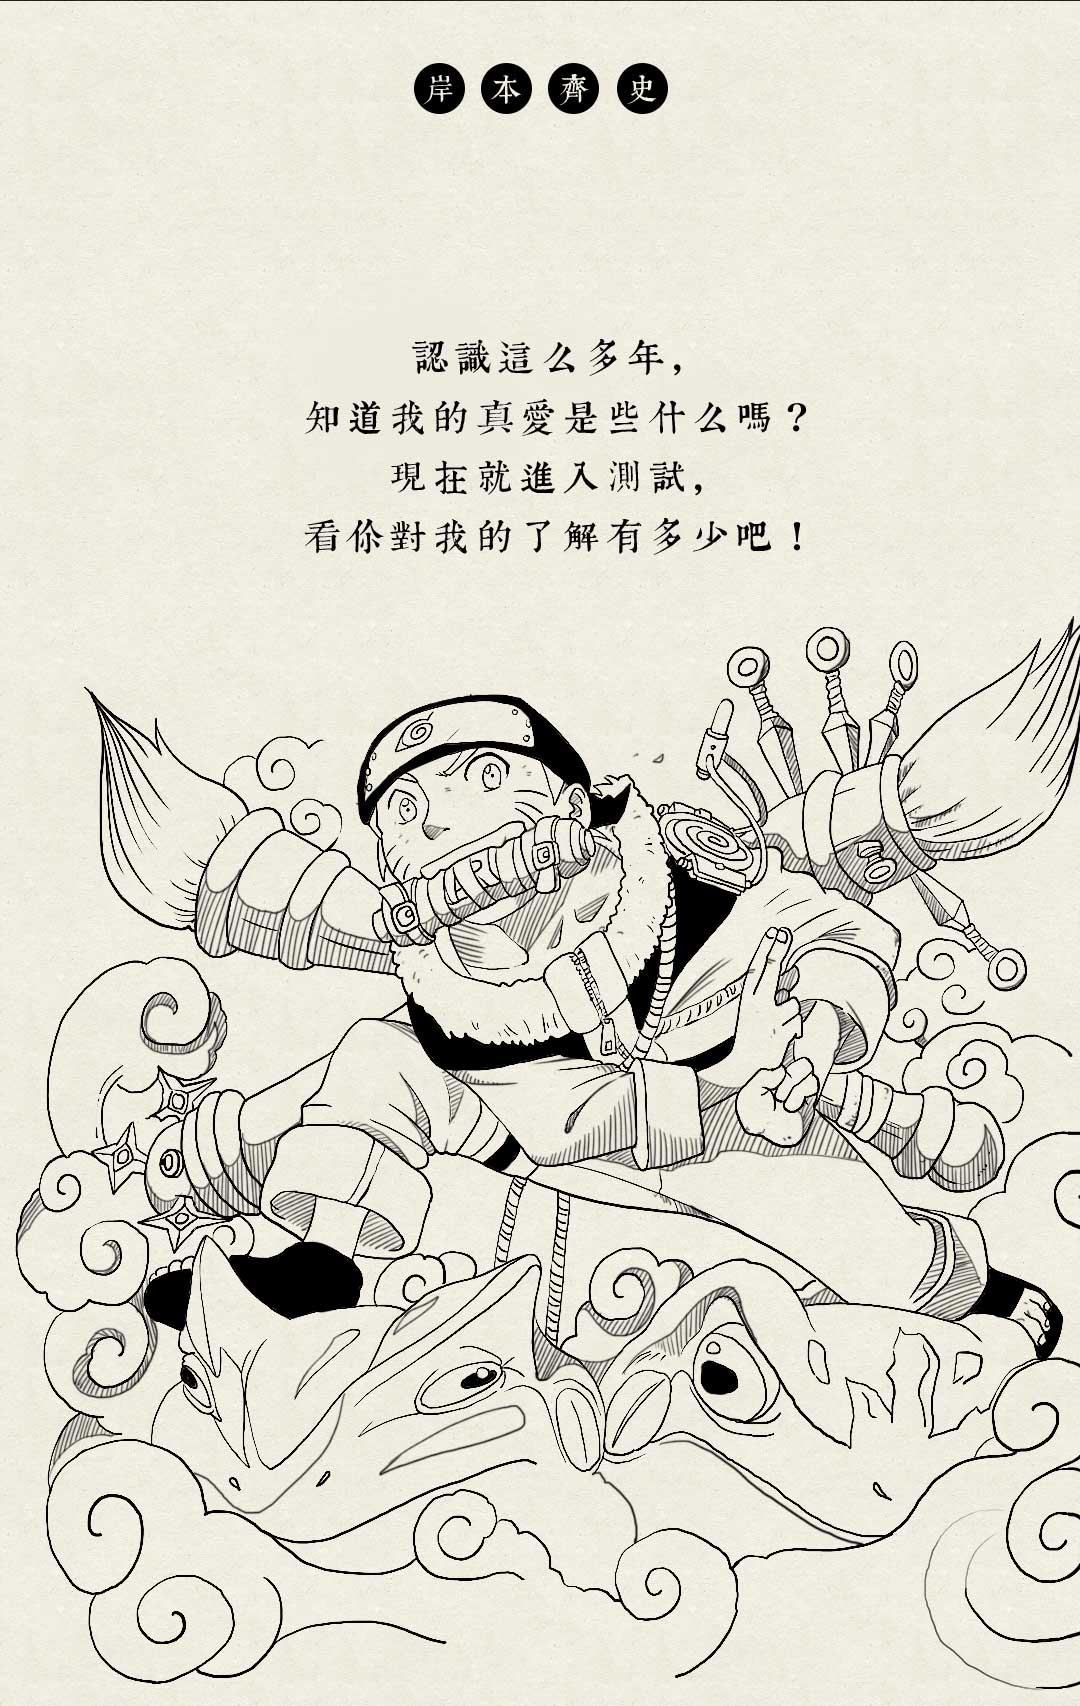 岸本齊史
認識這么多年，
知道我的真愛是些什么嗎？
現在就進入測試，
看你對我的了解有多少吧！